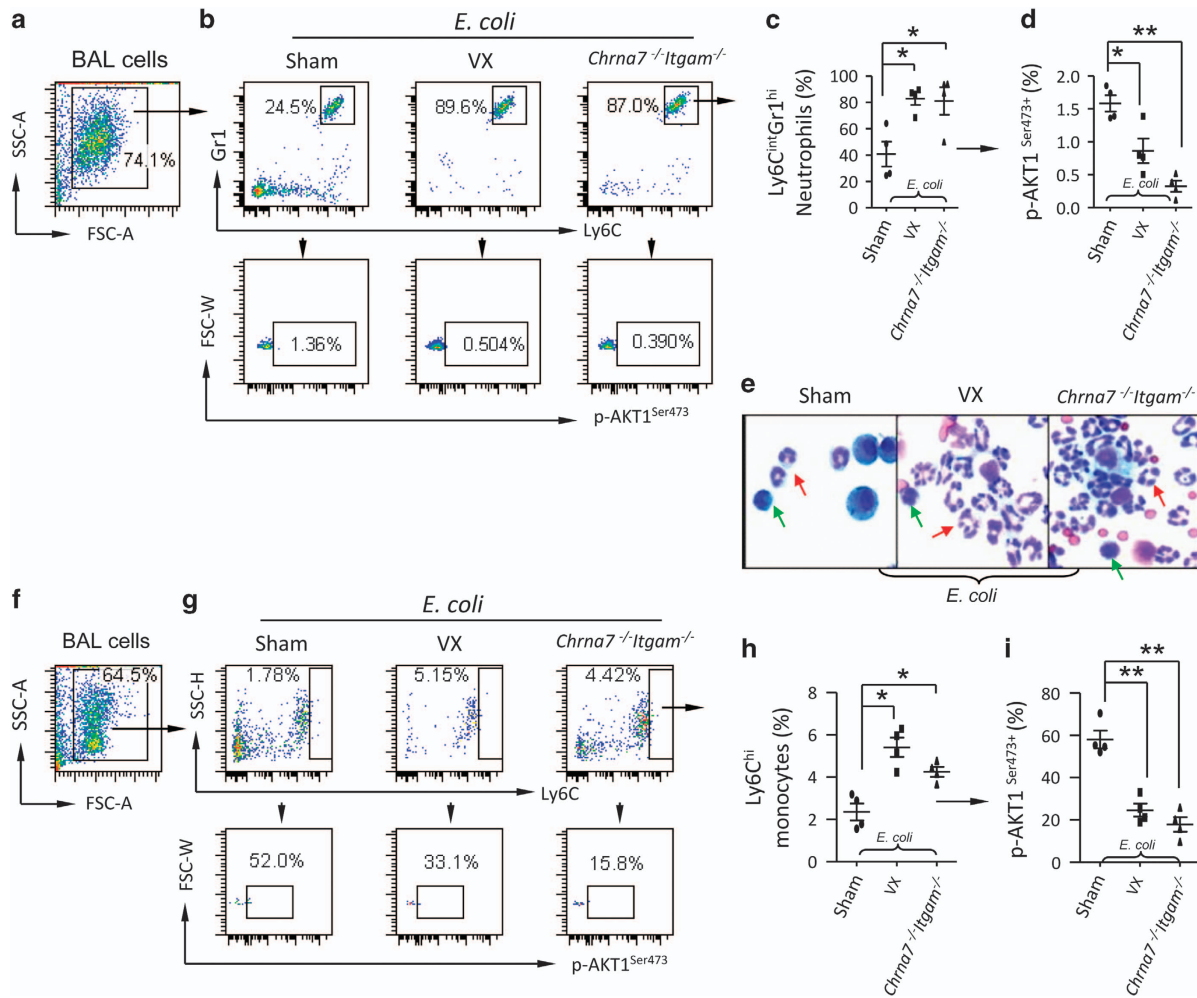 a
BAL cells
SSC-A
74.1%
FSC-A
b
E. coli
Sham
VX
Chrna7 -/-Itgam-/-
24.5%
89.6%
87.0%
Gr1
Ly6C
FSC-W
1.36%
0.504%
0.390%
p-AKT1Ser473
c
*
*
Ly6CintGr1hi
Neutrophils (%)
100
80
60
40
20
0
E. coli
Sham
VX
Chrna7-/-Itgam-/-
d
**
*
p-AKT1 Ser473+ (%)
2.0
1.5
1.0
0.5
0.0
E. coli
Sham
VX
Chrna7-/-Itgam-/-
e
Sham
VX
Chrna7 -/-Itgam-/-
E. coli
f
BAL cells
64.5%
SSC-A
FSC-A
g
E. coli
Sham
VX
Chrna7 -/-Itgam-/-
1.78%
5.15%
4.42%
SSC-H
Ly6C
FSC-W
52.0%
33.1%
15.8%
p-AKT1Ser473
h
*
*
Ly6Chi
monocytes (%)
8
6
4
2
0
E. coli
Sham
VX
Chrna7-/-Itgam-/-
i
**
**
p-AKT1 Ser473+ (%)
80
60
40
20
0
E. coli
Sham
VX
Chrna7-/-Itgam-/-